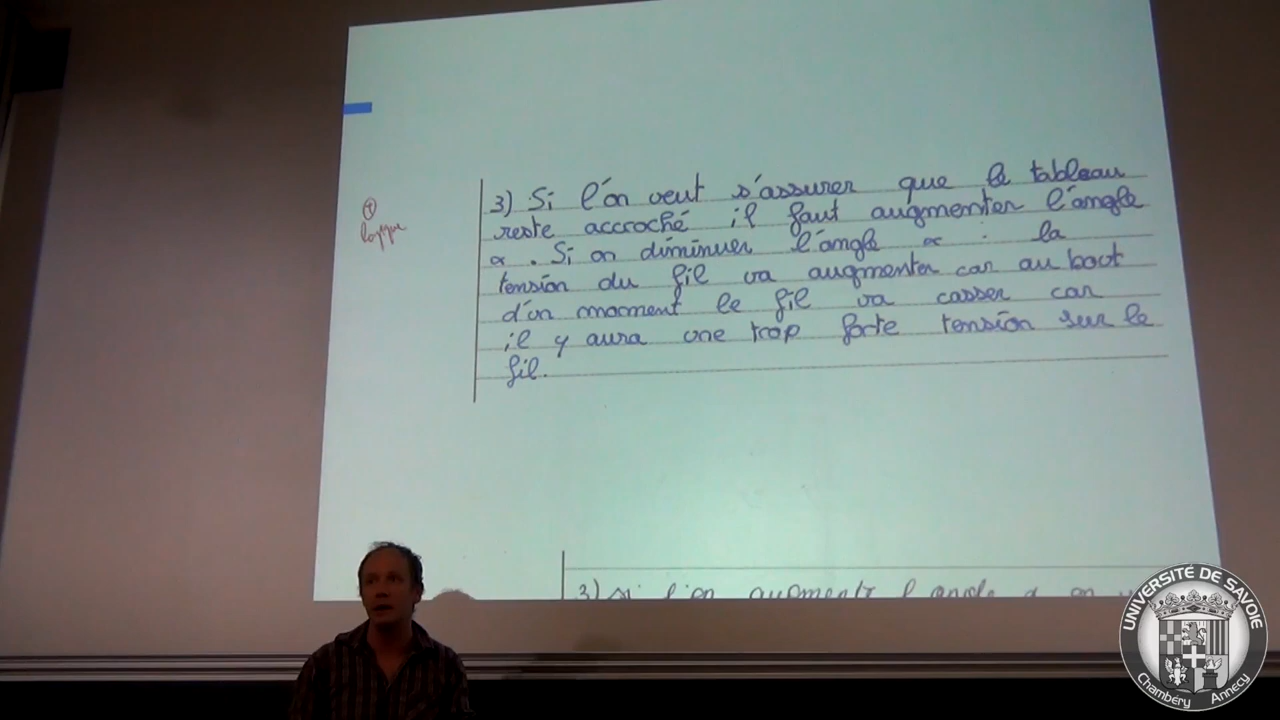 3) Si l'on veut s'assurer que le tableau
reste accroché il faut augmenter l'angle
α . Si on diminuer l'angle α : la
tension du fil va augmenter car au bout
d'un moment le fil va casser car
il y aura une trop forte tension sur le
fil.
logique
3) si l'on augmente l'angle α on
UNIVERSITÉ DE SAVOIE
Chambéry Annecy